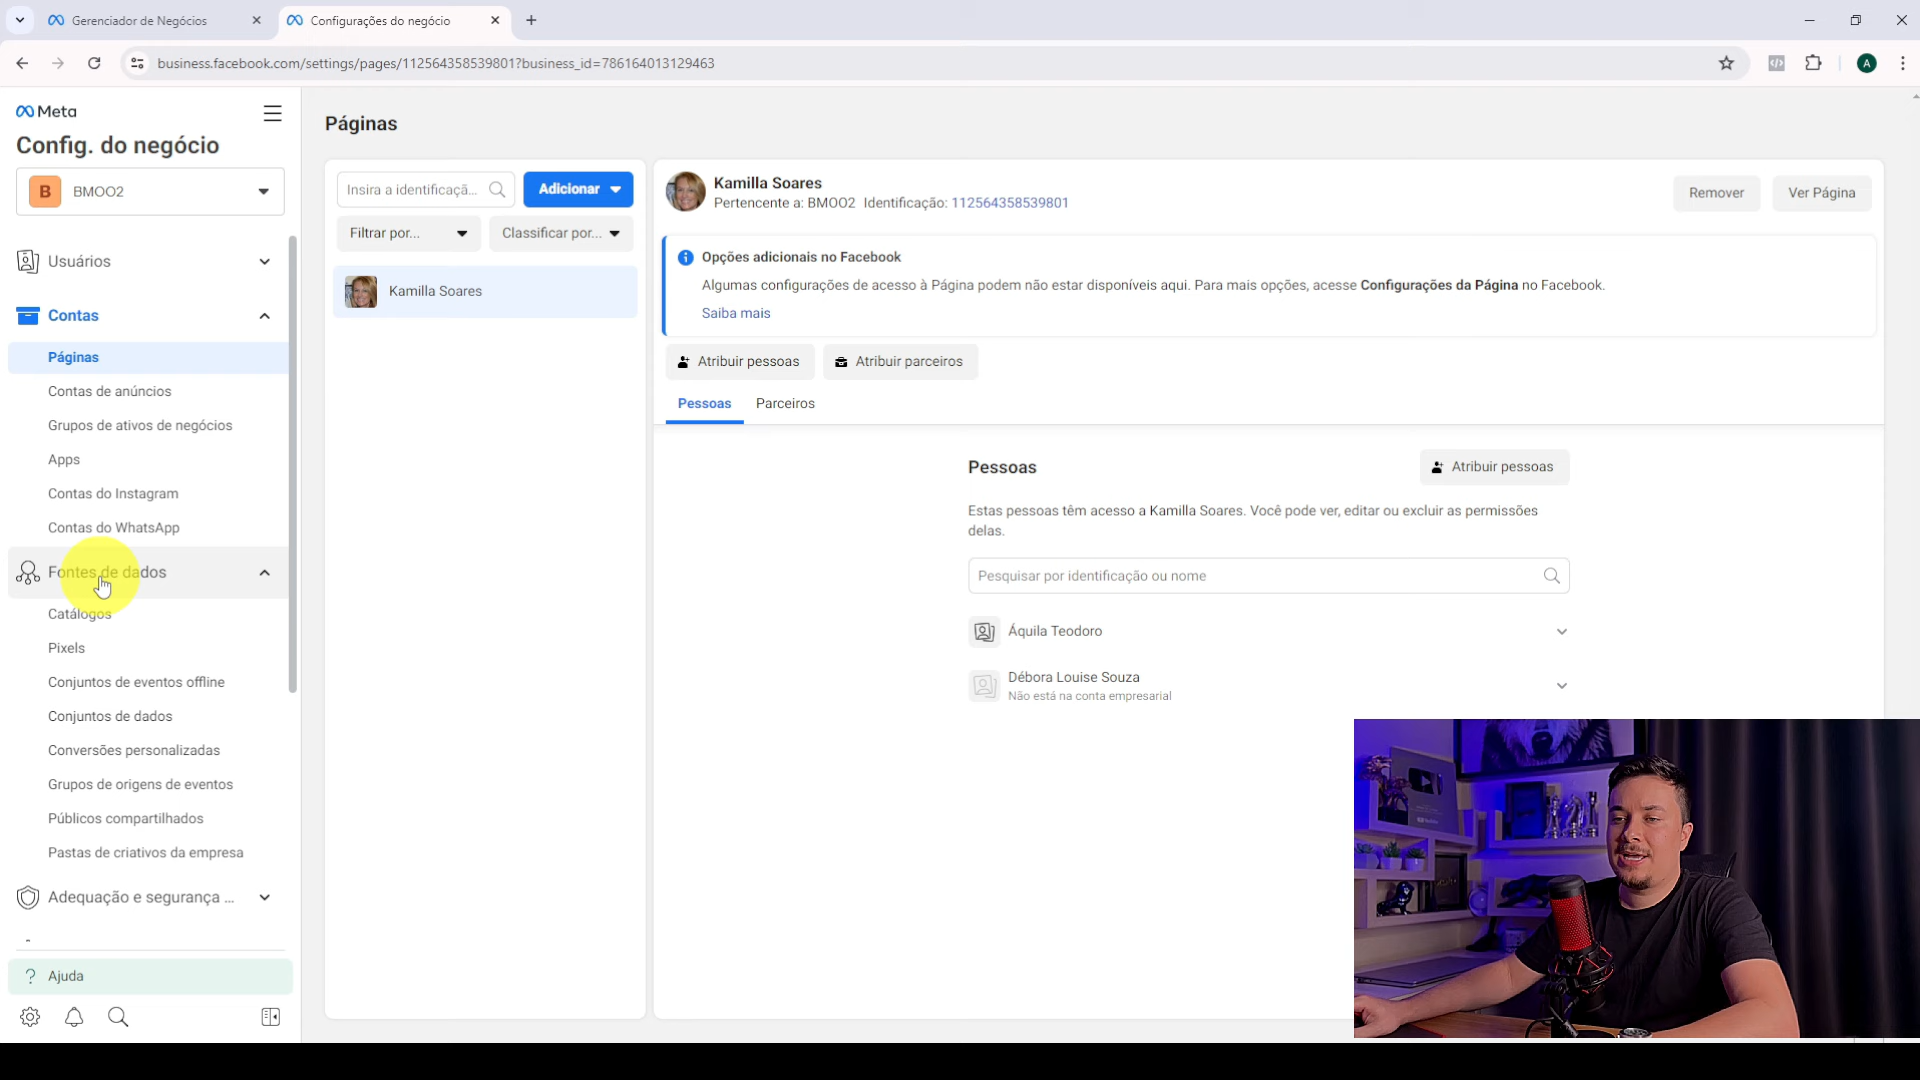 Gerenciador de Negócios
Configurações do negócio
business.facebook.com/settings/pages/112564358539801?business_id=786164013129463
A
Meta
Config. do negócio
B BMOO2
Usuários
Contas
Páginas
Contas de anúncios
Grupos de ativos de negócios
Apps
Contas do Instagram
Contas do WhatsApp
Fontes de dados
Catálogos
Pixels
Conjuntos de eventos offline
Conjuntos de dados
Conversões personalizadas
Grupos de origens de eventos
Públicos compartilhados
Pastas de criativos da empresa
Adequação e segurança ...
? Ajuda
Páginas
Insira a identificaçã...
Adicionar
Filtrar por...
Classificar por...
Kamilla Soares
Kamilla Soares
Pertencente a: BMOO2 Identificação: 112564358539801
Remover
Ver Página
Opções adicionais no Facebook
Algumas configurações de acesso à Página podem não estar disponíveis aqui. Para mais opções, acesse Configurações da Página no Facebook.
Saiba mais
Atribuir pessoas
Atribuir parceiros
Pessoas
Parceiros
Pessoas
Atribuir pessoas
Estas pessoas têm acesso a Kamilla Soares. Você pode ver, editar ou excluir as permissões
delas.
Pesquisar por identificação ou nome
Áquila Teodoro
Débora Louise Souza
Não está na conta empresarial